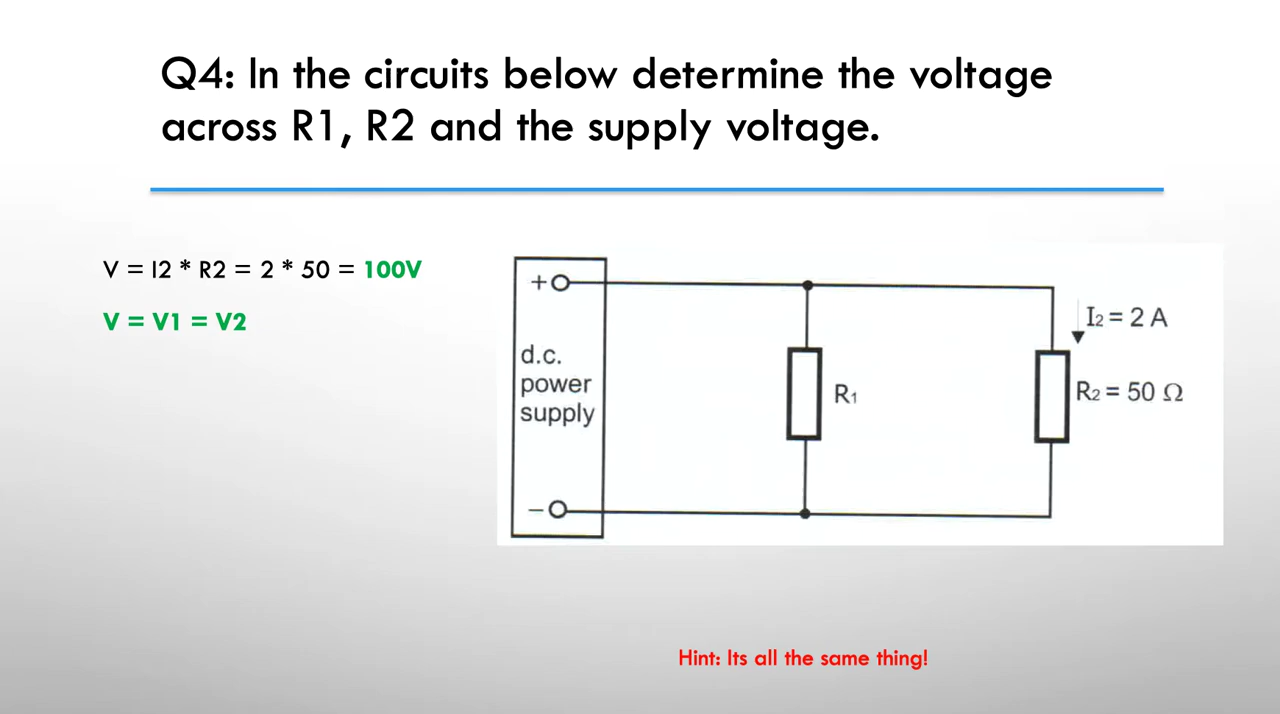 Q4: In the circuits below determine the voltage
across R1, R2 and the supply voltage.
V = I2 * R2 = 2 * 50 = 100V
V = V1 = V2
+
d.c.
power
supply
–
R1
I2 = 2 A
R2 = 50 Ω
Hint: Its all the same thing!